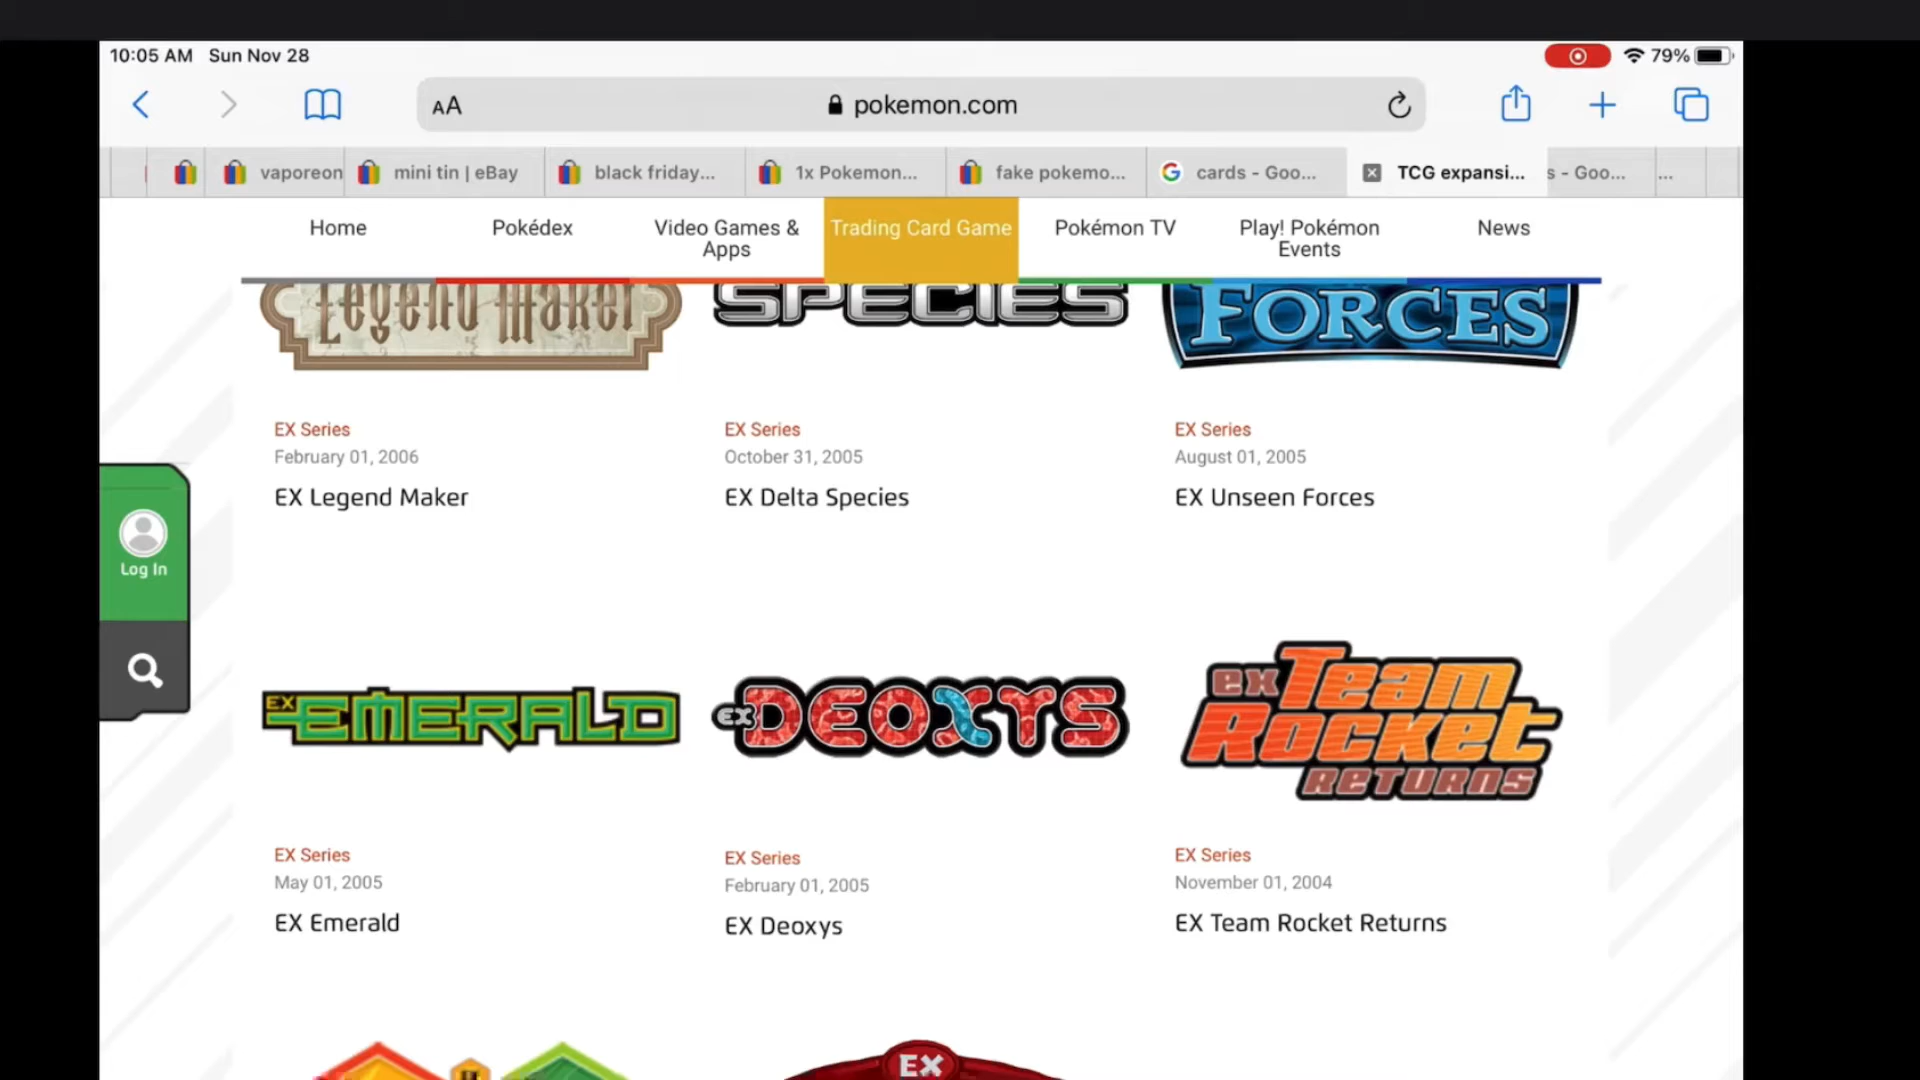 10:05 AM Sun Nov 28
79%
AA
pokemon.com
vaporeon
mini tin | eBay
black friday...
1x Pokemon...
fake pokemo...
cards - Goo...
TCG expansi...
s - Goo...
...
Home
Pokédex
Video Games &
Apps
Trading Card Game
Pokémon TV
Play! Pokémon
Events
News
Legend Maker
SPECIES
FORCES
EX Series
February 01, 2006
EX Legend Maker
EX Series
October 31, 2005
EX Delta Species
EX Series
August 01, 2005
EX Unseen Forces
Log In
EX EMERALD
EX DEOXYS
ex Team
Rocket
RETURNS
EX Series
May 01, 2005
EX Emerald
EX Series
February 01, 2005
EX Deoxys
EX Series
November 01, 2004
EX Team Rocket Returns
EX